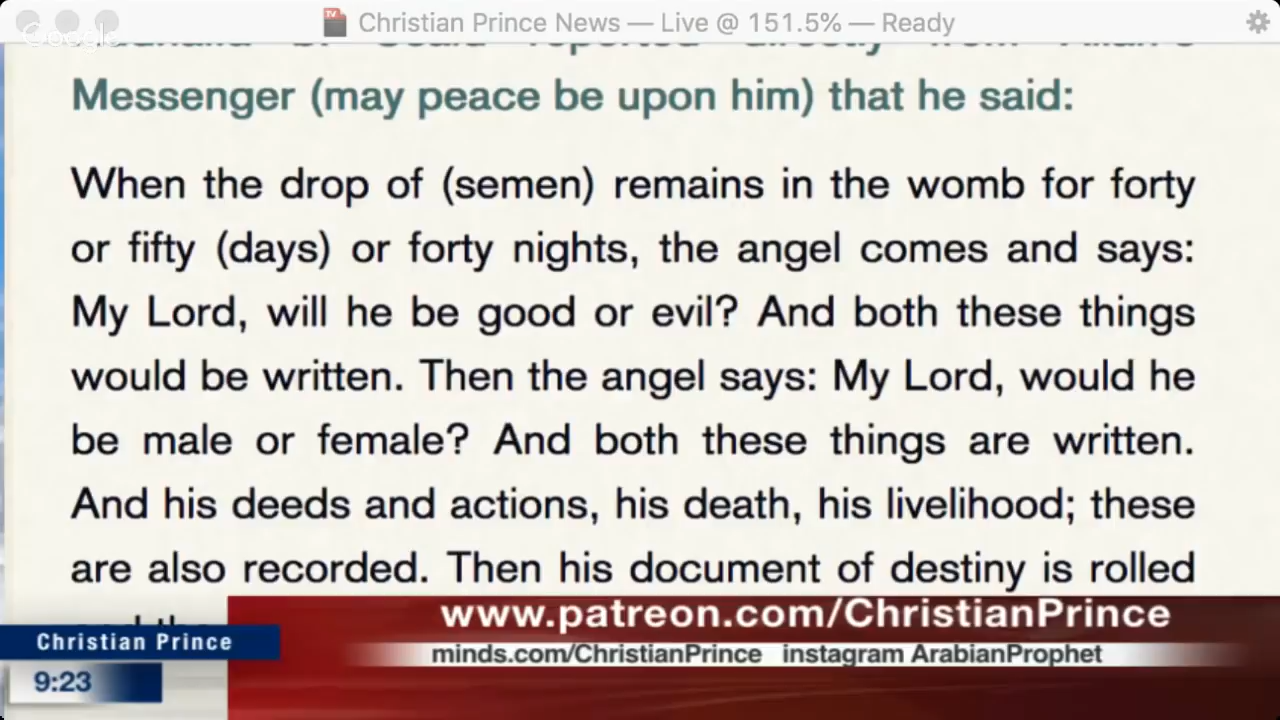 Christian Prince News — Live @ 151.5% — Ready
Google
reported directly from
Messenger (may peace be upon him) that he said:
When the drop of (semen) remains in the womb for forty
or fifty (days) or forty nights, the angel comes and says:
My Lord, will he be good or evil? And both these things
would be written. Then the angel says: My Lord, would he
be male or female? And both these things are written.
And his deeds and actions, his death, his livelihood; these
are also recorded. Then his document of destiny is rolled
www.patreon.com/ChristianPrince
Christian Prince
minds.com/ChristianPrince instagram ArabianProphet
9:23